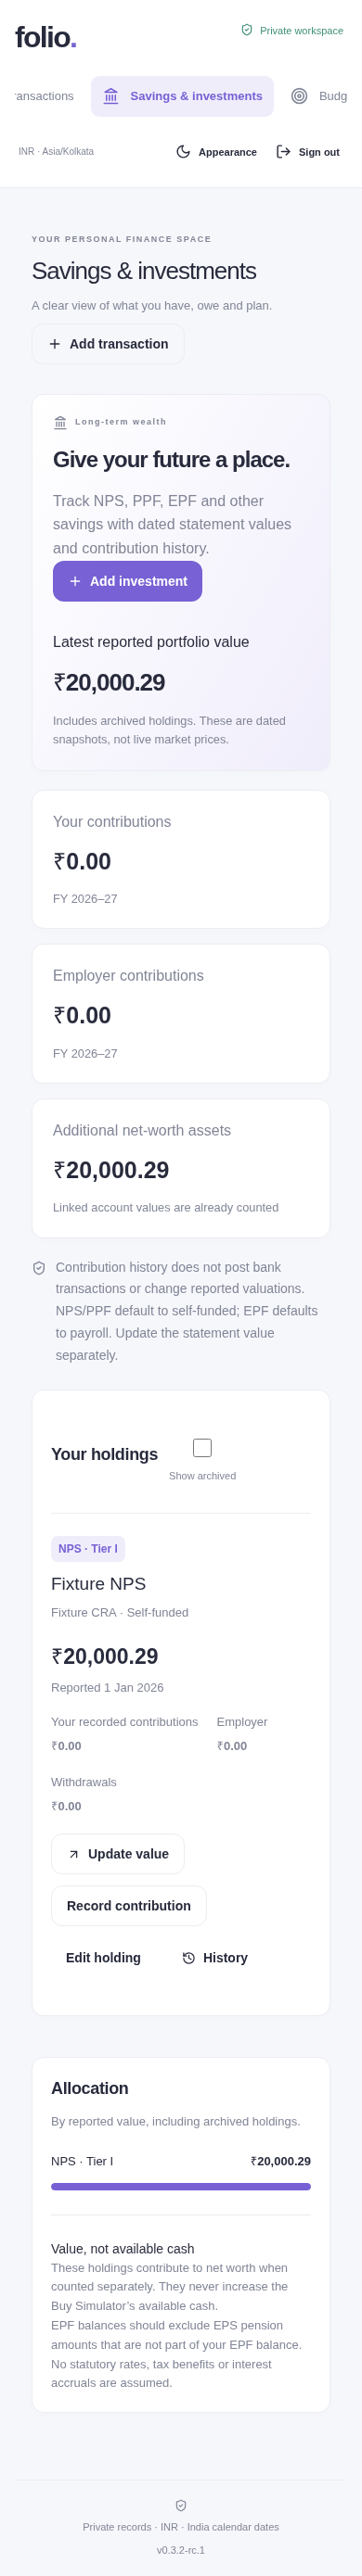 folio.
Private workspace
ransactions
Savings & investments
Budg
INR · Asia/Kolkata
Appearance
Sign out
YOUR PERSONAL FINANCE SPACE
Savings & investments
A clear view of what you have, owe and plan.
Add transaction
Long-term wealth
Give your future a place.
Track NPS, PPF, EPF and other
savings with dated statement values
and contribution history.
Add investment
Latest reported portfolio value
₹20,000.29
Includes archived holdings. These are dated
snapshots, not live market prices.
Your contributions
₹0.00
FY 2026–27
Employer contributions
₹0.00
FY 2026–27
Additional net-worth assets
₹20,000.29
Linked account values are already counted
Contribution history does not post bank
transactions or change reported valuations.
NPS/PPF default to self-funded; EPF defaults
to payroll. Update the statement value
separately.
Your holdings
Show archived
NPS · Tier I
Fixture NPS
Fixture CRA · Self-funded
₹20,000.29
Reported 1 Jan 2026
Your recorded contributions
₹0.00
Employer
₹0.00
Withdrawals
₹0.00
Update value
Record contribution
Edit holding
History
Allocation
By reported value, including archived holdings.
NPS · Tier I
₹20,000.29
Value, not available cash
These holdings contribute to net worth when
counted separately. They never increase the
Buy Simulator’s available cash.
EPF balances should exclude EPS pension
amounts that are not part of your EPF balance.
No statutory rates, tax benefits or interest
accruals are assumed.
Private records · INR · India calendar dates
v0.3.2-rc.1